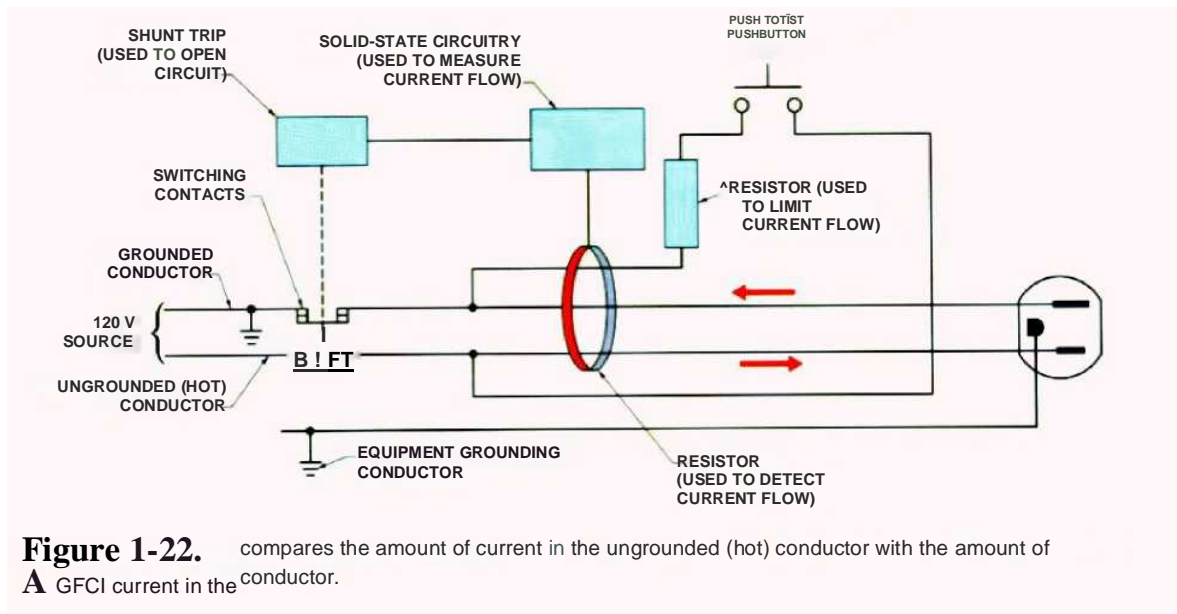 SHUNT TRIP
(USED TO OPEN
CIRCUIT)
SOLID-STATE CIRCUITRY
(USED TO MEASURE
CURRENT FLOW)
PUSH TOTĪST
PUSHBUTTON
SWITCHING
CONTACTS
^RESISTOR (USED
TO LIMIT
CURRENT FLOW)
GROUNDED
CONDUCTOR
120 V
SOURCE
B ! FT
UNGROUNDED (HOT)
CONDUCTOR
EQUIPMENT GROUNDING
CONDUCTOR
RESISTOR
(USED TO DETECT
CURRENT FLOW)
Figure 1-22. compares the amount of current in the ungrounded (hot) conductor with the amount of
A GFCI current in the conductor.